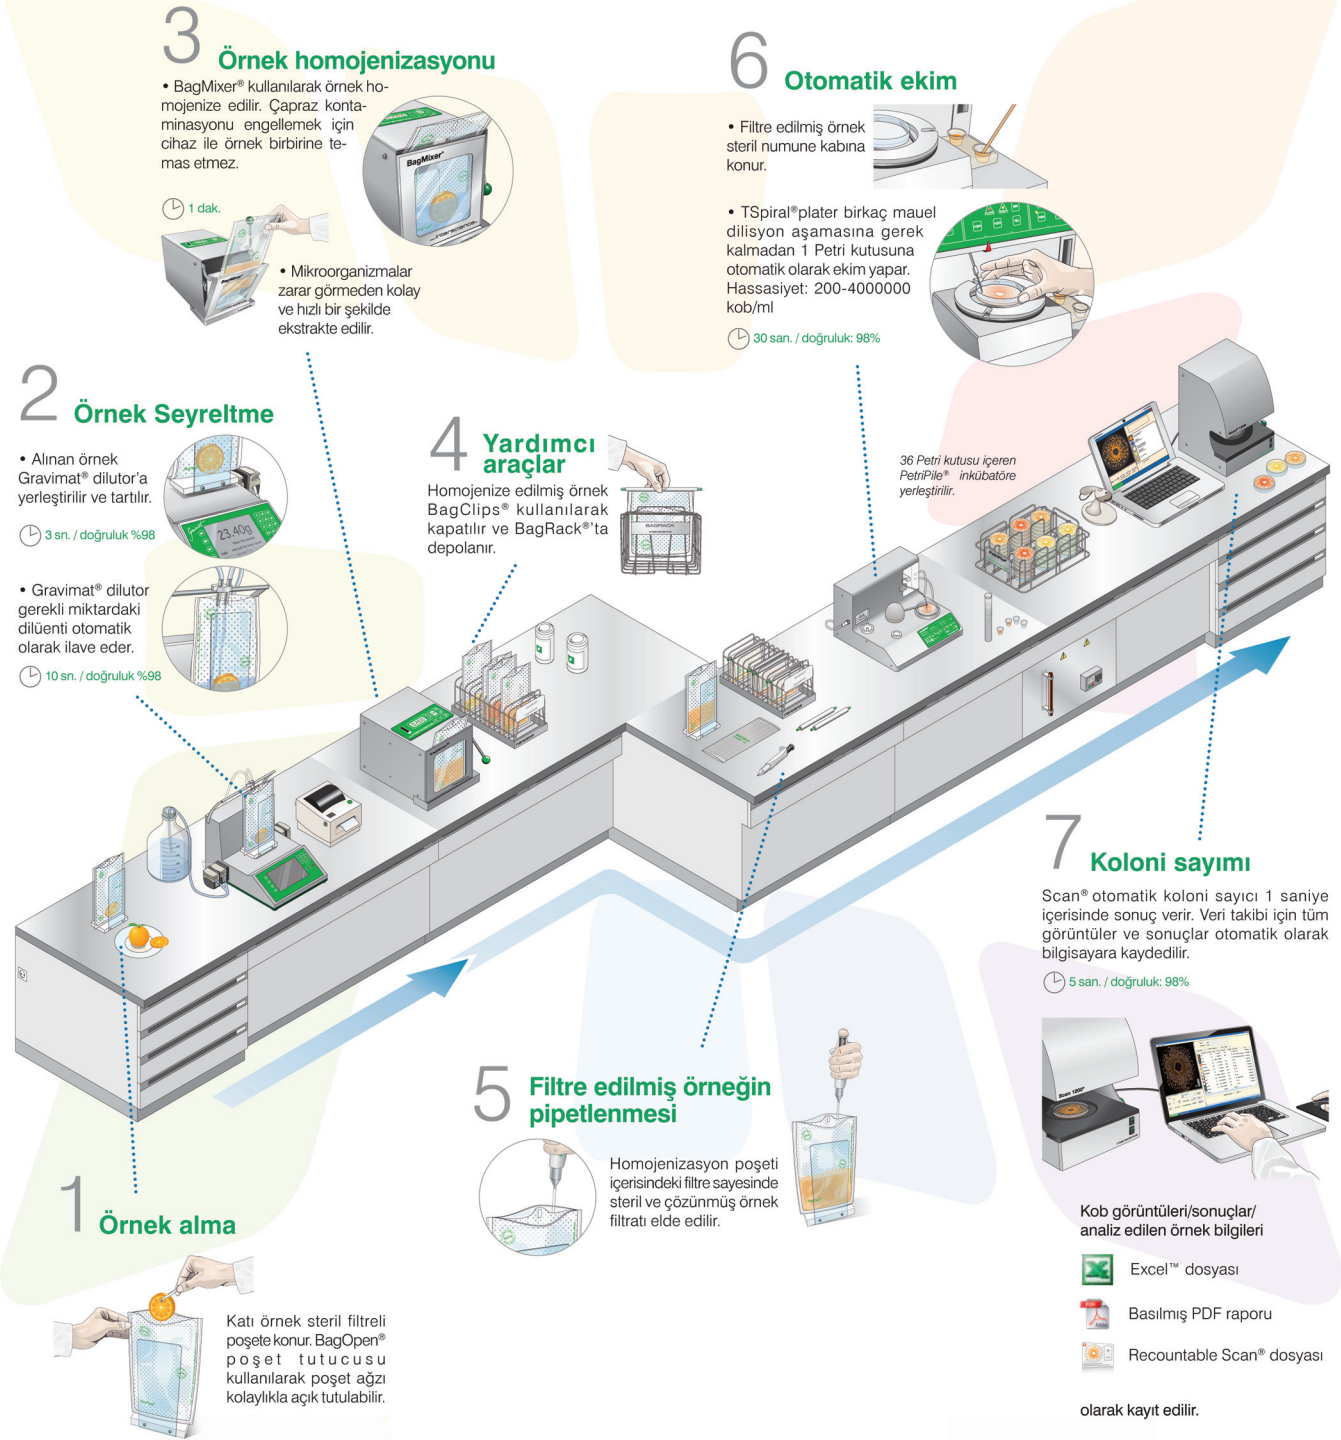 3 Örnek homojenizasyonu
• BagMixer® kullanılarak örnek ho-
mojenize edilir. Çapraz konta-
minasyonu engellemek için
cihaz ile örnek birbirine te-
mas etmez.
1 dak.
BagMixer®
interscience
• Mikroorganizmalar
zarar görmeden kolay
ve hızlı bir şekilde
ekstrakte edilir.
6 Otomatik ekim
• Filtre edilmiş örnek
steril numune kabına
konur.
• TSpiral®plater birkaç mauel
dilisyon aşamasına gerek
kalmadan 1 Petri kutusuna
otomatik olarak ekim yapar.
Hassasiyet: 200-4000000
kob/ml
30 san. / doğruluk: 98%
2 Örnek Seyreltme
• Alınan örnek
Gravimat® dilutor'a
yerleştirilir ve tartılır.
3 sn. / doğruluk %98
23.40g
• Gravimat® dilutor
gerekli miktardaki
dilüenti otomatik
olarak ilave eder.
10 sn. / doğruluk %98
4 Yardımcı
araçlar
Homojenize edilmiş örnek
BagClips® kullanılarak
kapatılır ve BagRack®'ta
depolanır.
BAGRACK
36 Petri kutusu içeren
PetriPile® inkübatöre
yerleştirilir.
7 Koloni sayımı
Scan® otomatik koloni sayıcı 1 saniye
içerisinde sonuç verir. Veri takibi için tüm
görüntüler ve sonuçlar otomatik olarak
bilgisayara kaydedilir.
5 san. / doğruluk: 98%
Scan 1200®
Kob görüntüleri/sonuçlar/
analiz edilen örnek bilgileri
Excel™ dosyası
PDF
Basılmış PDF raporu
Recountable Scan® dosyası
olarak kayıt edilir.
5 Filtre edilmiş örneğin
pipetlenmesi
Homojenizasyon poşeti
içerisindeki filtre sayesinde
steril ve çözünmüş örnek
filtratı elde edilir.
1 Örnek alma
Katı örnek steril filtreli
poşete konur. BagOpen®
poşet tutucusu
kullanılarak poşet ağzı
kolaylıkla açık tutulabilir.